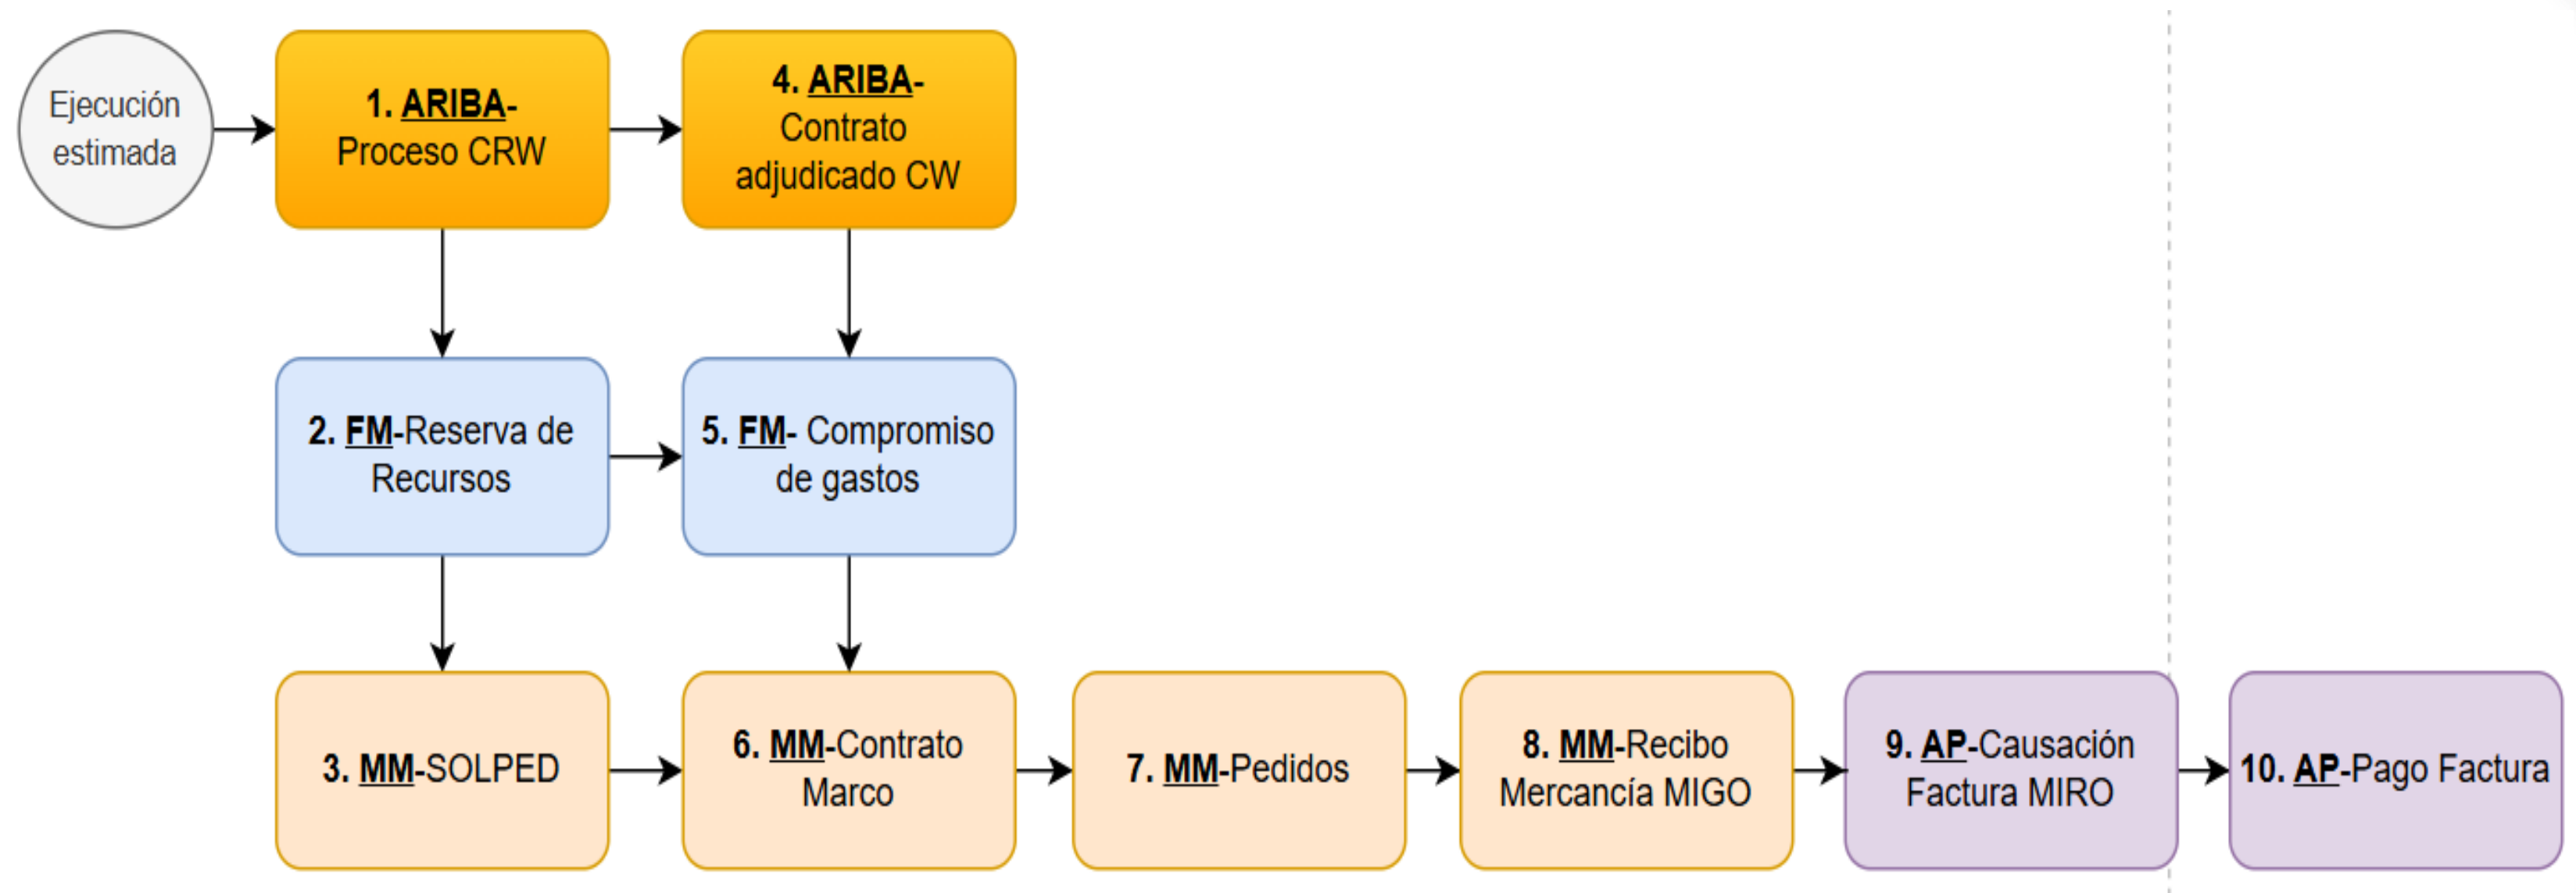 Ejecución
estimada
1. ARIBA-
Proceso CRW
4. ARIBA-
Contrato
adjudicado CW
2. FM-Reserva de
Recursos
5. FM- Compromiso
de gastos
3. MM-SOLPED
6. MM-Contrato
Marco
7. MM-Pedidos
8. MM-Recibo
Mercancía MIGO
9. AP-Causación
Factura MIRO
10. AP-Pago Factura